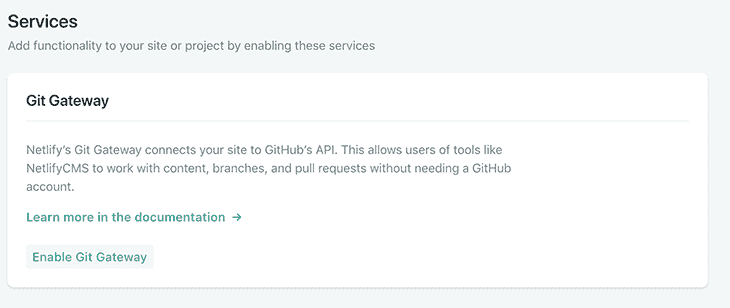 Services
Add functionality to your site or project by enabling these services
Git Gateway
Netlify’s Git Gateway connects your site to GitHub’s API. This allows users of tools like
NetlifyCMS to work with content, branches, and pull requests without needing a GitHub
account.
Learn more in the documentation →
Enable Git Gateway